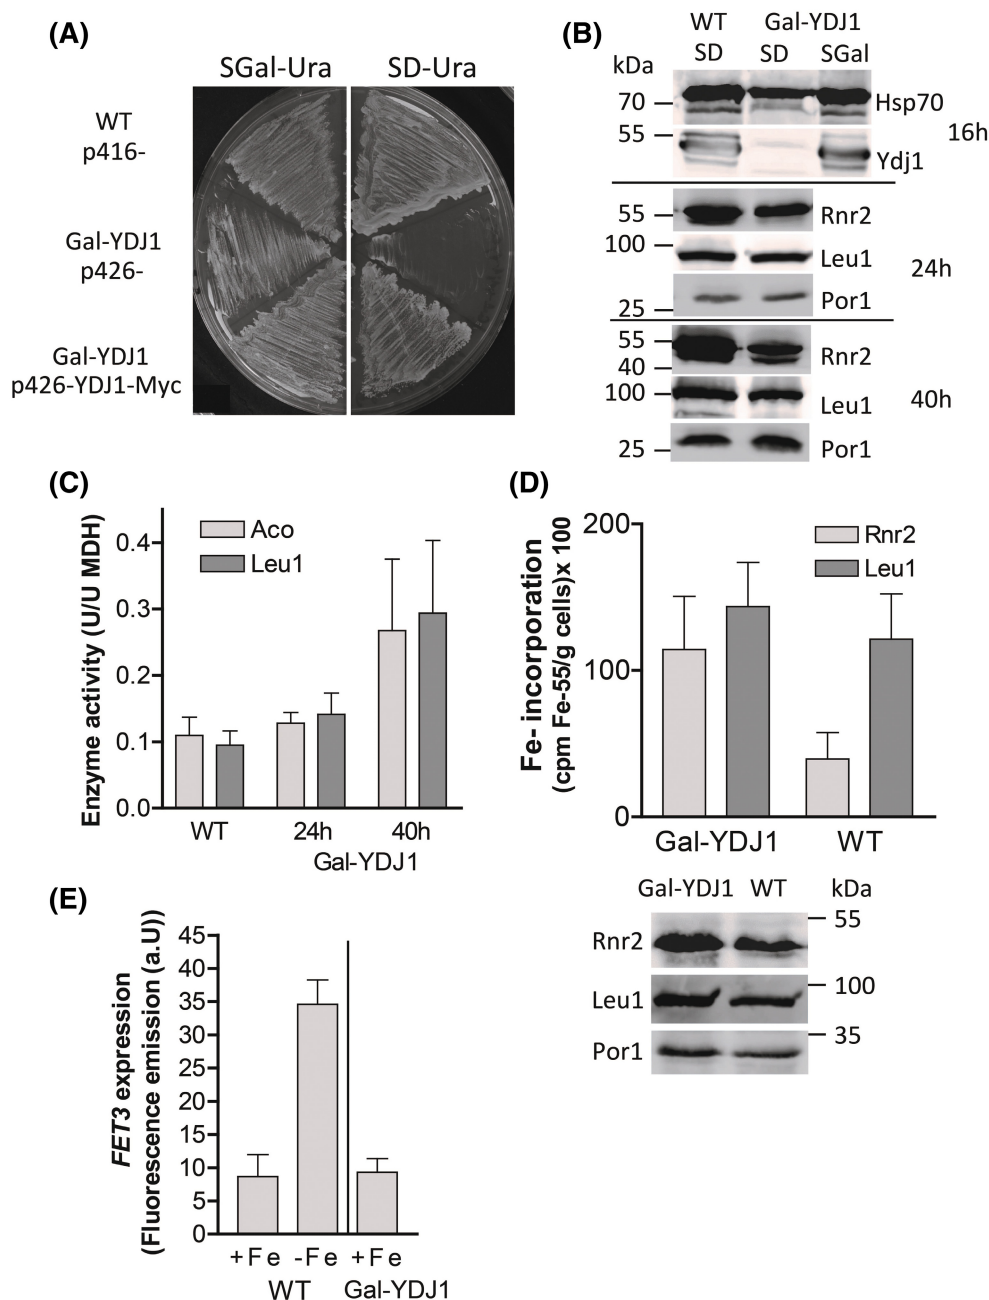 (A)
SGal-Ura
SD-Ura
WT
p416-
Gal-YDJ1
p426-
Gal-YDJ1
p426-YDJ1-Myc
(B)
WT
Gal-YDJ1
SD
SD
SGal
kDa
70
Hsp70
55
Ydj1
16h
55
Rnr2
100
Leu1
24h
Por1
25
55
Rnr2
40
100
Leu1
40h
Por1
25
(C)
Enzyme activity (U/U MDH)
Aco
Leu1
0.4
0.3
0.2
0.1
0.0
WT
24h
40h
Gal-YDJ1
(D)
Fe- incorporation
(cpm Fe-55/g cells)x 100
Rnr2
Leu1
200
100
0
Gal-YDJ1
WT
Gal-YDJ1
WT
kDa
Rnr2
55
Leu1
100
Por1
35
(E)
FET3 expression
(Fluorescence emission (a.U))
45
40
35
30
25
20
15
10
5
0
+Fe
-Fe
+Fe
WT
Gal-YDJ1